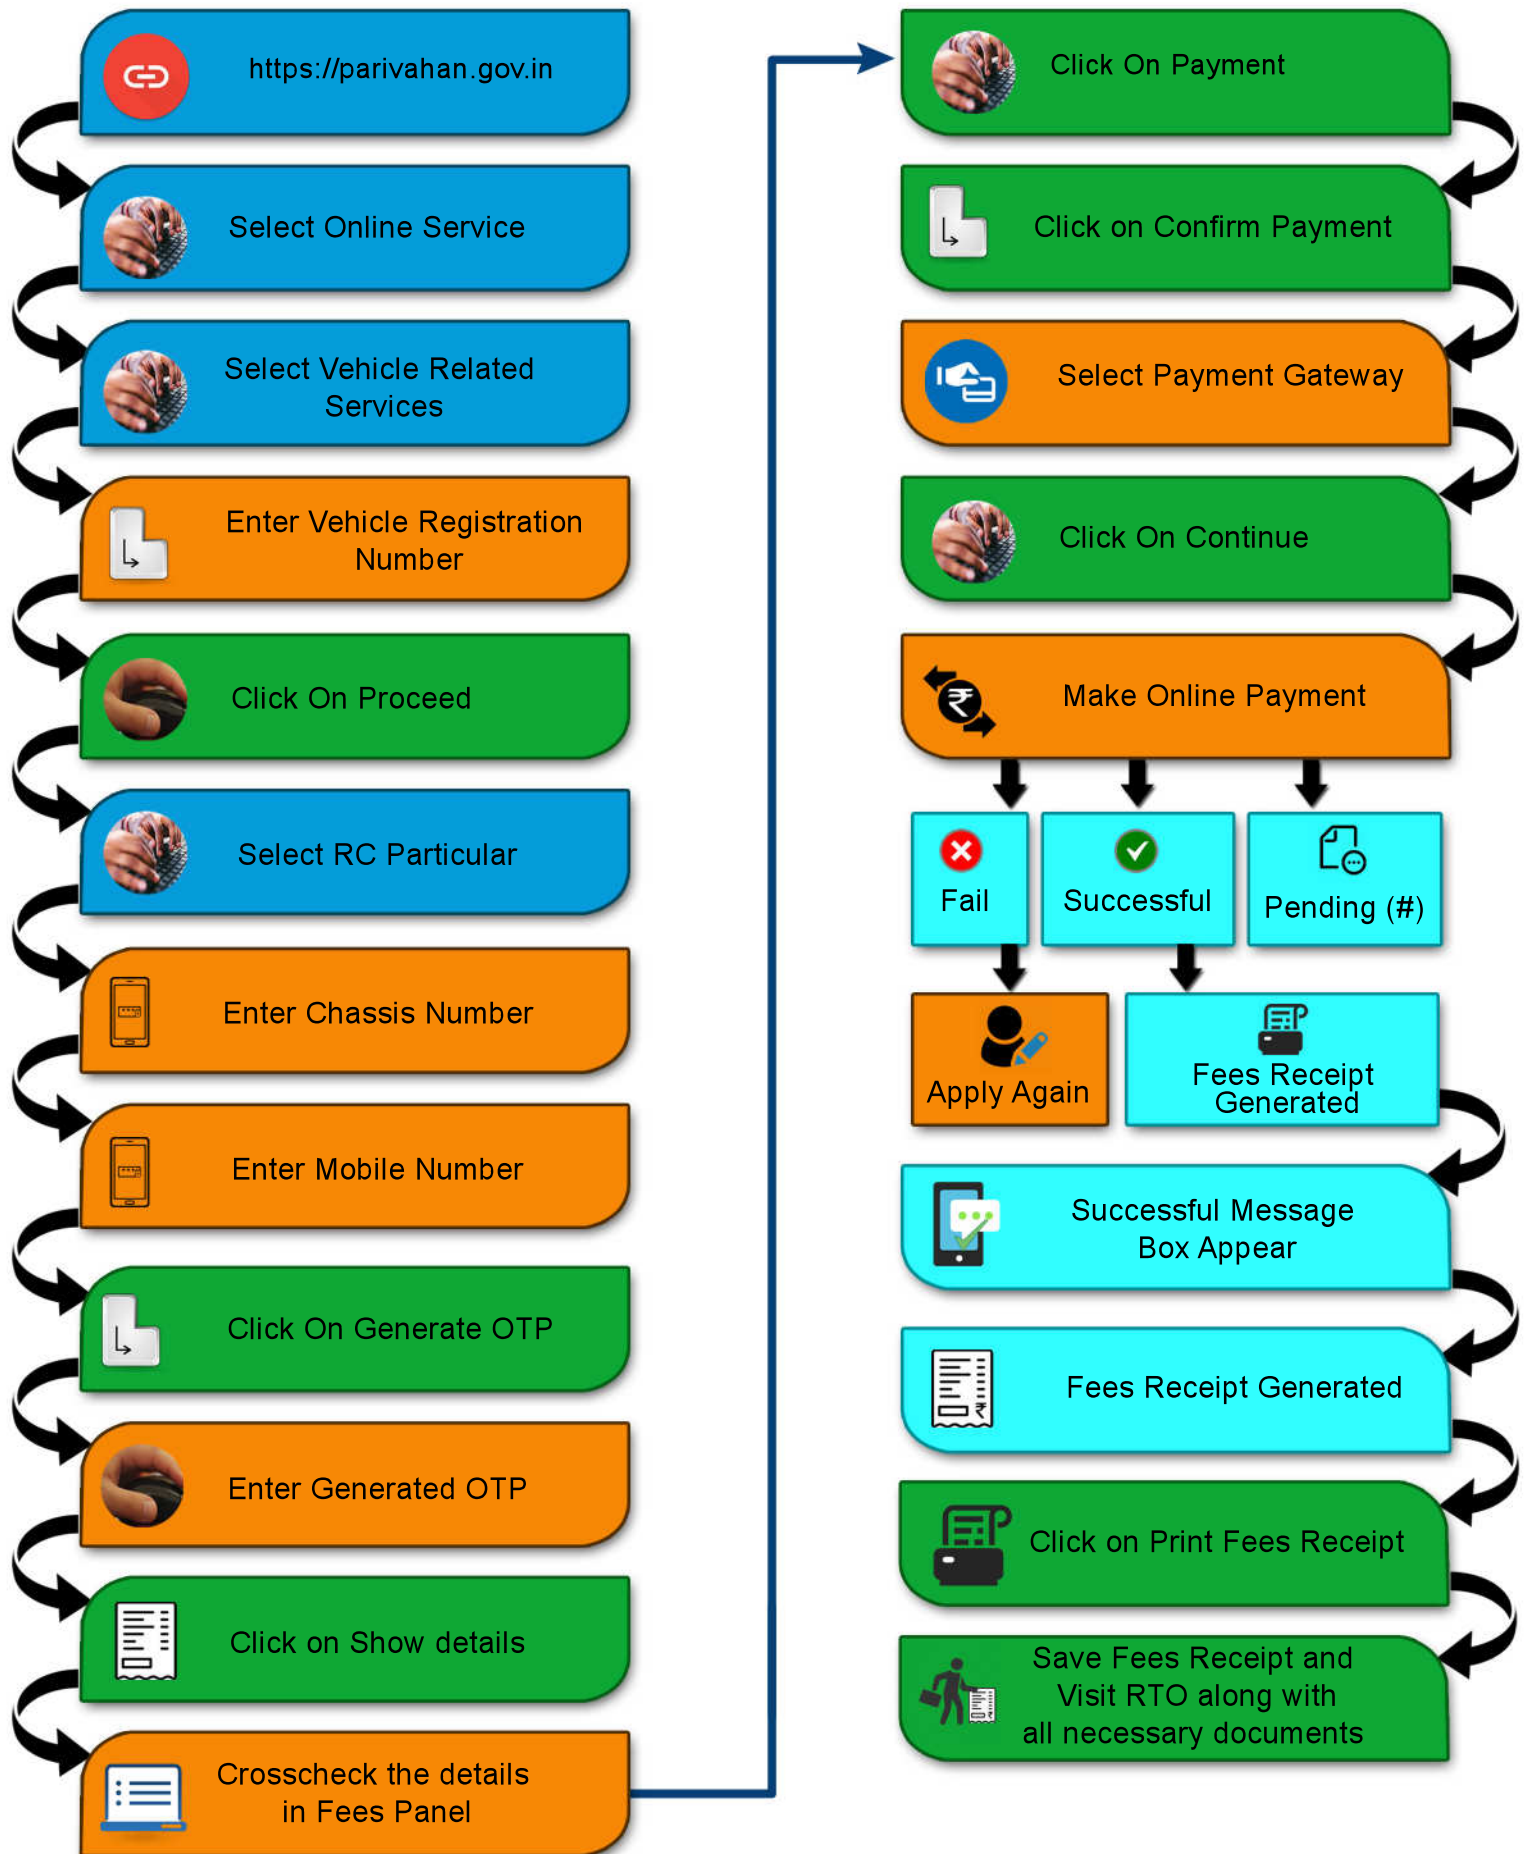 https://parivahan.gov.in
Select Online Service
Select Vehicle Related
Services
Enter Vehicle Registration
Number
Click On Proceed
Select RC Particular
Enter Chassis Number
Enter Mobile Number
Click On Generate OTP
Enter Generated OTP
Click on Show details
Crosscheck the details
in Fees Panel
Click On Payment
Click on Confirm Payment
Select Payment Gateway
Click On Continue
Make Online Payment
Fail
Successful
Pending (#)
Apply Again
Fees Receipt
Generated
Successful Message
Box Appear
Fees Receipt Generated
Click on Print Fees Receipt
Save Fees Receipt and
Visit RTO along with
all necessary documents